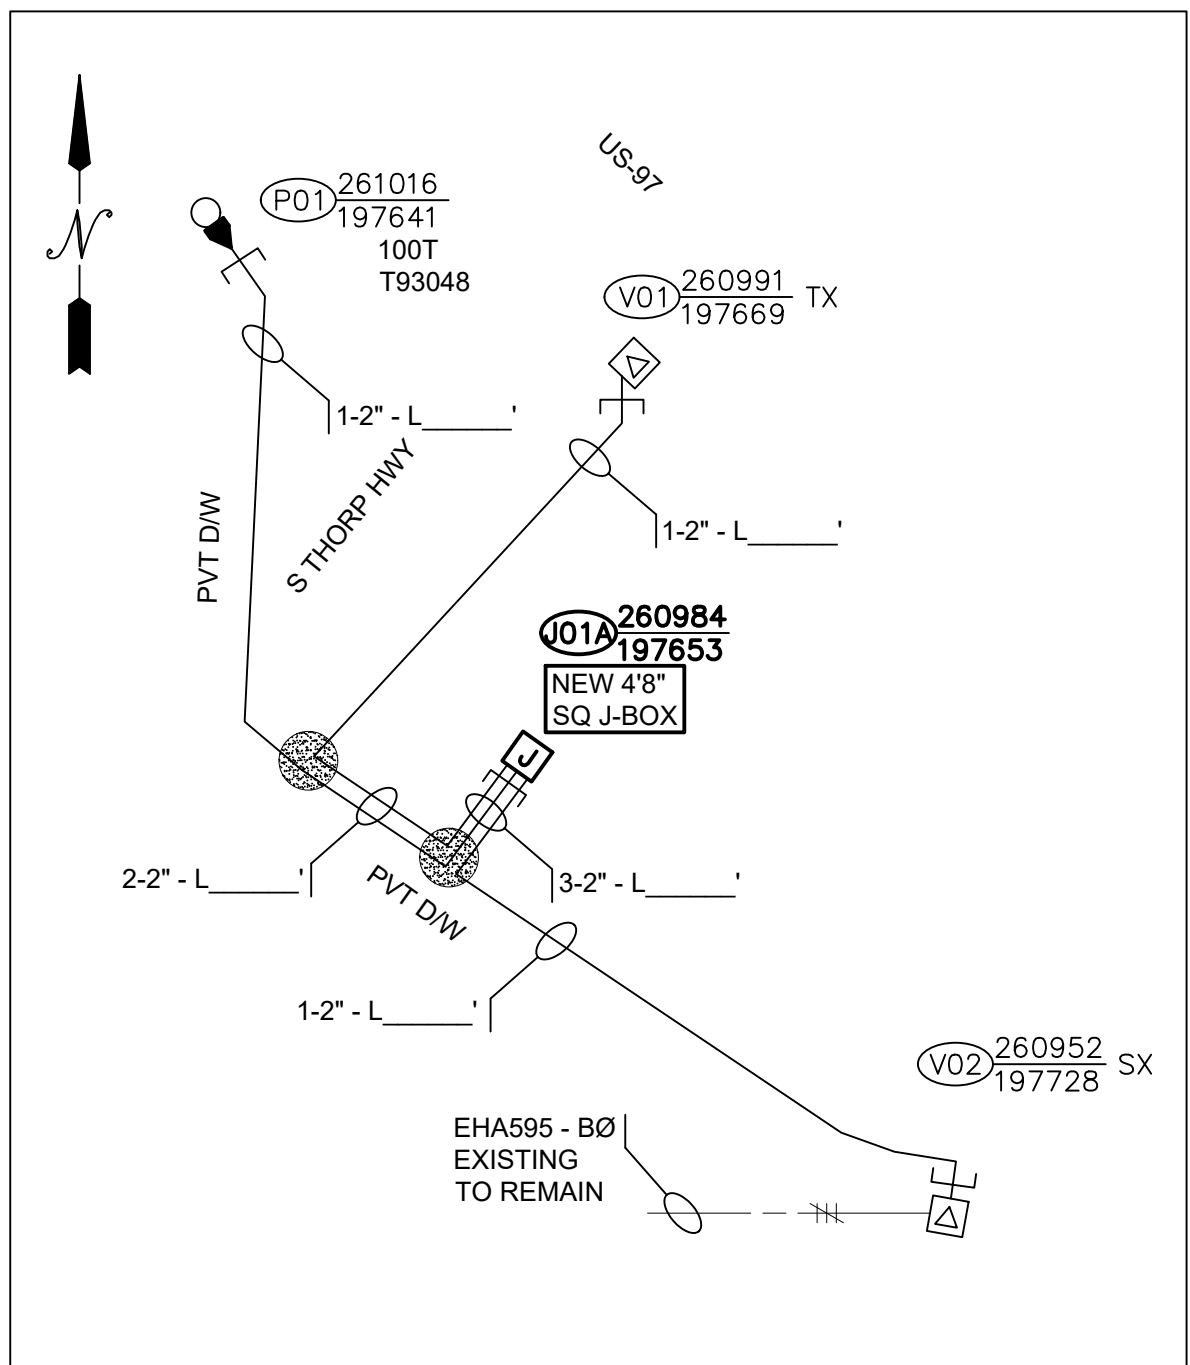 US-97
N
P01 261016
197641
100T
T93048
V01 260991 TX
197669
1-2" - L______'
S THORP HWY
PVT D/W
1-2" - L______'
J01A 260984
197653
NEW 4'8"
SQ J-BOX
J
2-2" - L______'
3-2" - L______'
PVT D/W
1-2" - L______'
V02 260952 SX
197728
EHA595 - BØ
EXISTING
TO REMAIN